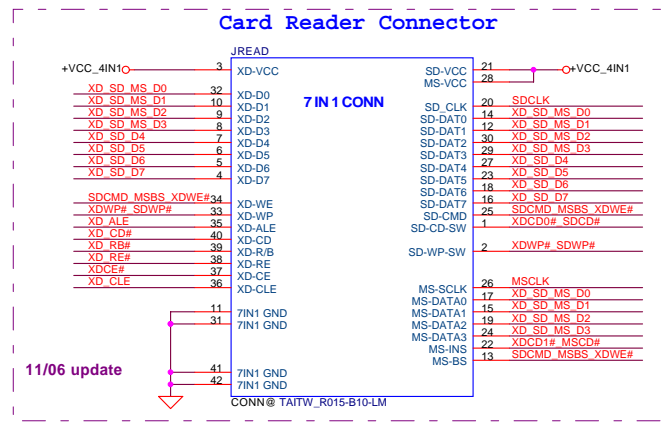 Card Reader Connector
JREAD
+VCC_4IN1 3 XD-VCC
XD_SD_MS_D0 32 XD-D0
XD_SD_MS_D1 10 XD-D1
XD_SD_MS_D2 9 XD-D2
XD_SD_MS_D3 8 XD-D3
XD_SD_D4 7 XD-D4
XD_SD_D5 6 XD-D5
XD_SD_D6 5 XD-D6
XD_SD_D7 4 XD-D7
SDCMD_MSBS_XDWE# 34 XD-WE
XDWP#_SDWP# 33 XD-WP
XD_ALE 35 XD-ALE
XD_CD# 40 XD-CD
XD_RB# 39 XD-R/B
XD_RE# 38 XD-RE
XDCE# 37 XD-CE
XD_CLE 36 XD-CLE
11 7IN1 GND
31 7IN1 GND
41 7IN1 GND
42 7IN1 GND
7 IN 1 CONN
SD-VCC 21 +VCC_4IN1
MS-VCC 28
SD_CLK 20 SDCLK
SD-DAT0 14 XD_SD_MS_D0
SD-DAT1 12 XD_SD_MS_D1
SD-DAT2 30 XD_SD_MS_D2
SD-DAT3 29 XD_SD_MS_D3
SD-DAT4 27 XD_SD_D4
SD-DAT5 23 XD_SD_D5
SD-DAT6 18 XD_SD_D6
SD-DAT7 16 XD_SD_D7
SD-CMD 25 SDCMD_MSBS_XDWE#
SD-CD-SW 1 XDCD0#_SDCD#
SD-WP-SW 2 XDWP#_SDWP#
MS-SCLK 26 MSCLK
MS-DATA0 17 XD_SD_MS_D0
MS-DATA1 15 XD_SD_MS_D1
MS-DATA2 19 XD_SD_MS_D2
MS-DATA3 24 XD_SD_MS_D3
MS-INS 22 XDCD1#_MSCD#
MS-BS 13 SDCMD_MSBS_XDWE#
11/06 update
CONN@ TAITW_R015-B10-LM